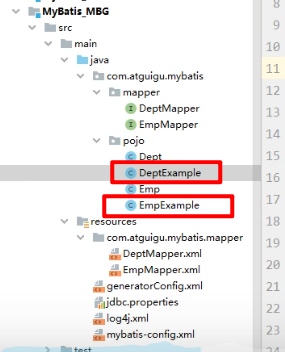 MyBatis_MBG
8
src
9
main
10
java
11
com.atguigu.mybatis
12
mapper
13
DeptMapper
14
EmpMapper
pojo
15
Dept
16
DeptExample
17
Emp
EmpExample
18
resources
19
com.atguigu.mybatis.mapper
20
DeptMapper.xml
21
EmpMapper.xml
generatorConfig.xml
22
jdbc.properties
23
log4j.xml
mybatis-config.xml
24
test